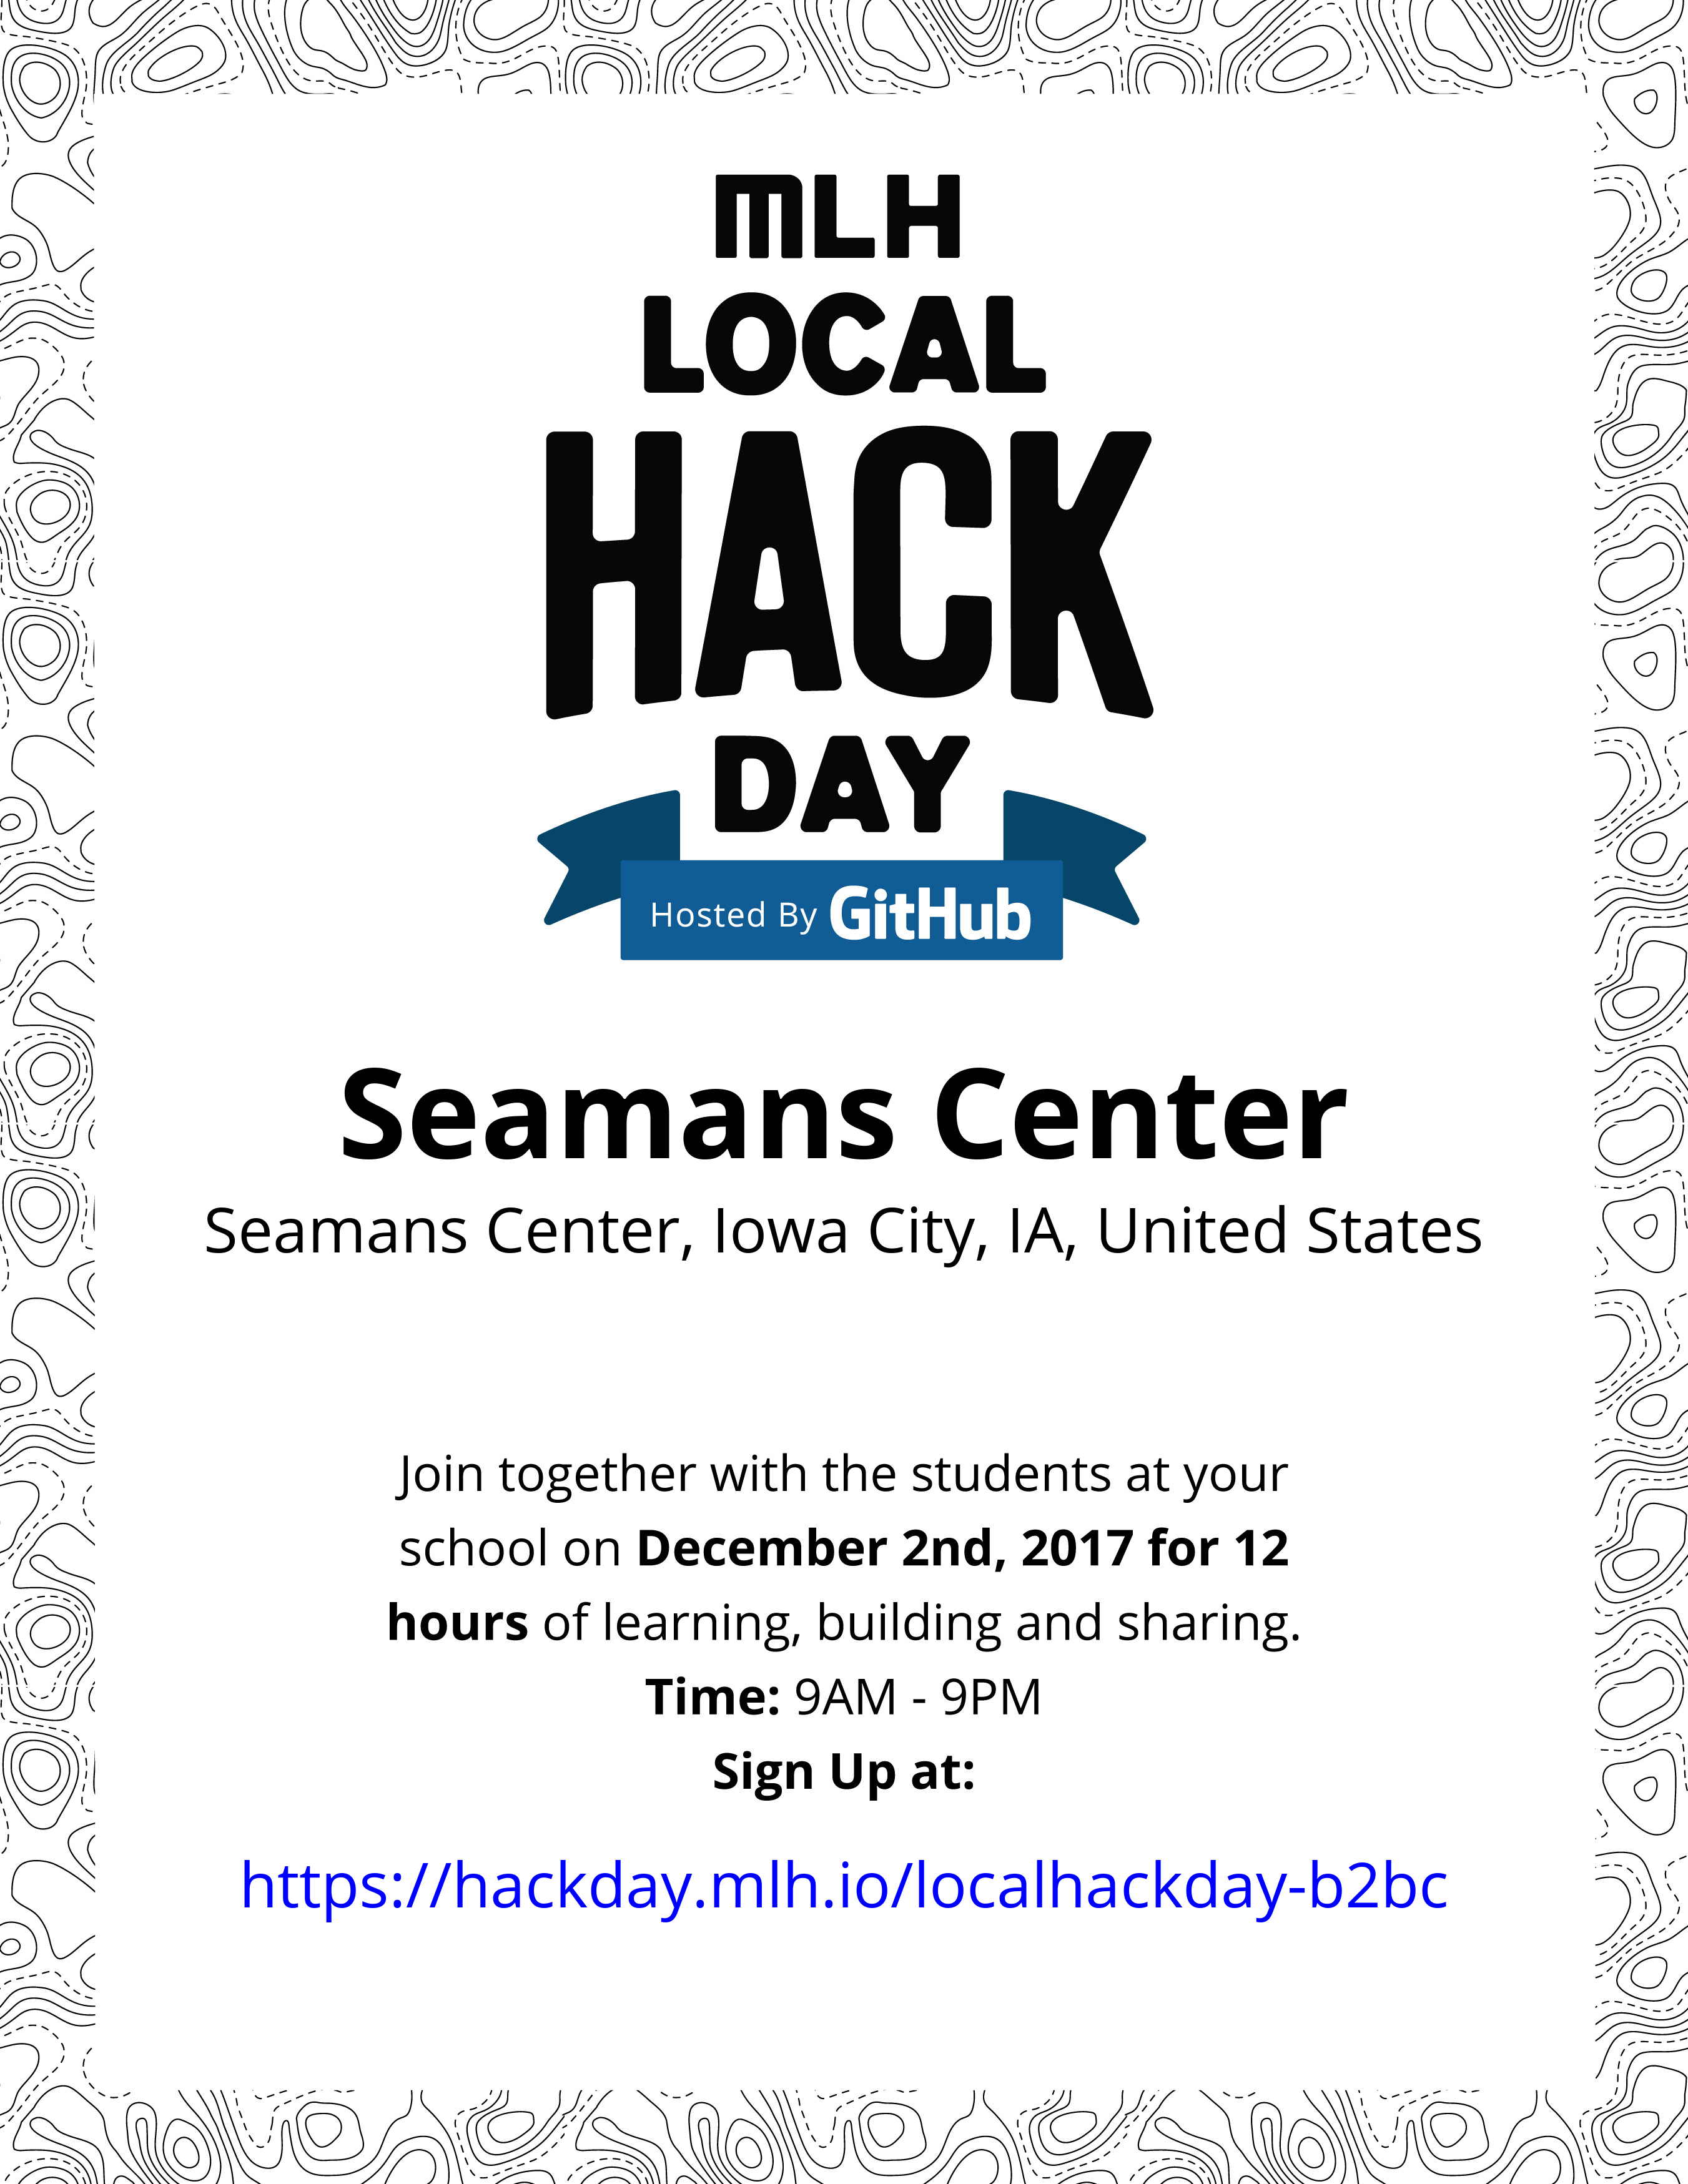 MLH
LOCAL
HACK
DAY
Hosted By GitHub
Seamans Center
Seamans Center, Iowa City, IA, United States
Join together with the students at your
school on December 2nd, 2017 for 12
hours of learning, building and sharing.
Time: 9AM - 9PM
Sign Up at:
https://hackday.mlh.io/localhackday-b2bc